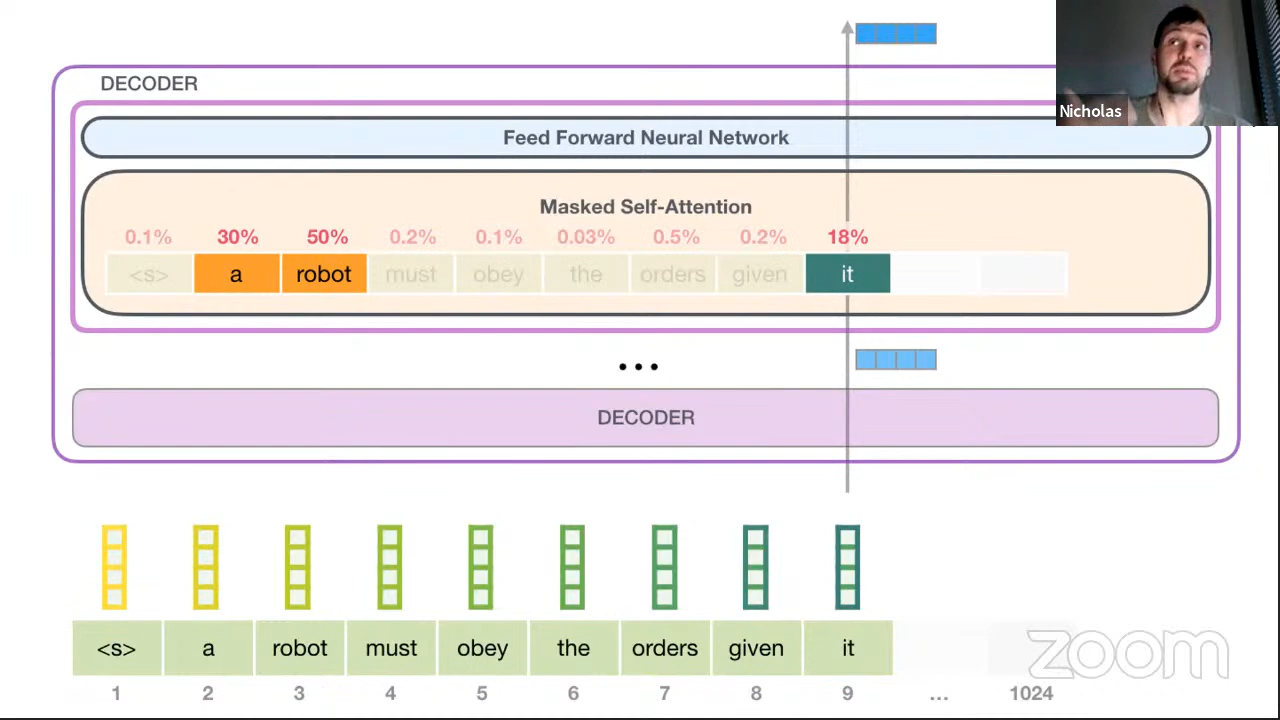 DECODER
Nicholas
Feed Forward Neural Network
Masked Self-Attention
0.1% 30% 50% 0.2% 0.1% 0.03% 0.5% 0.2% 18%
<s> a robot must obey the orders given it
...
DECODER
<s> a robot must obey the orders given it
zoom
1 2 3 4 5 6 7 8 9 ... 1024